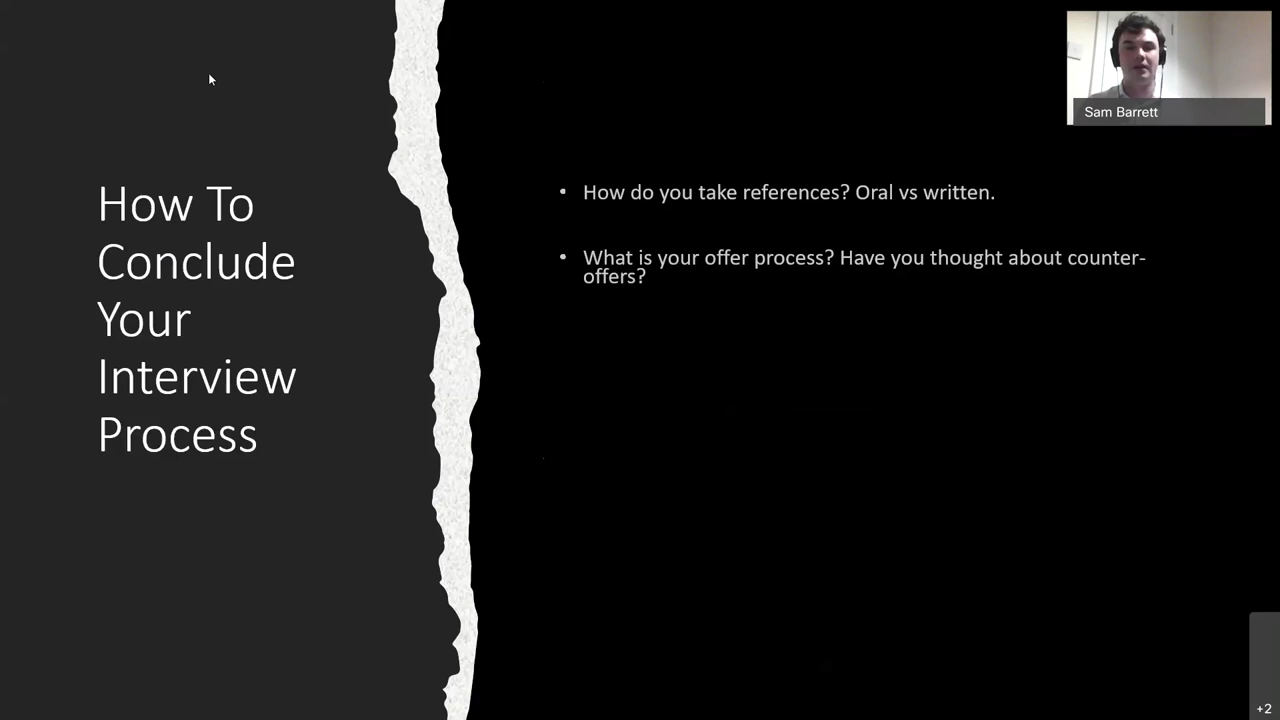 How To
Conclude
Your
Interview
Process
• How do you take references? Oral vs written.
• What is your offer process? Have you thought about counter-
offers?
Sam Barrett
+2